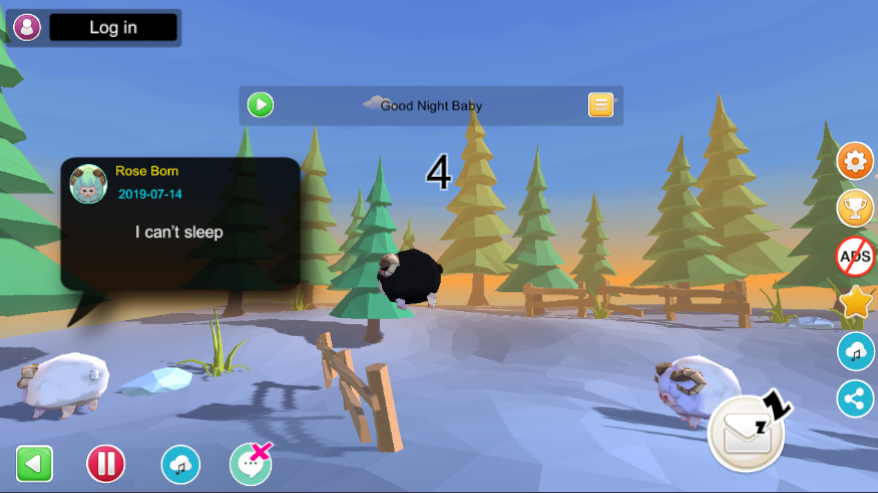 Log in
Good Night Baby
4
Rose Born
2019-07-14
I can't sleep
ADS
Z
z